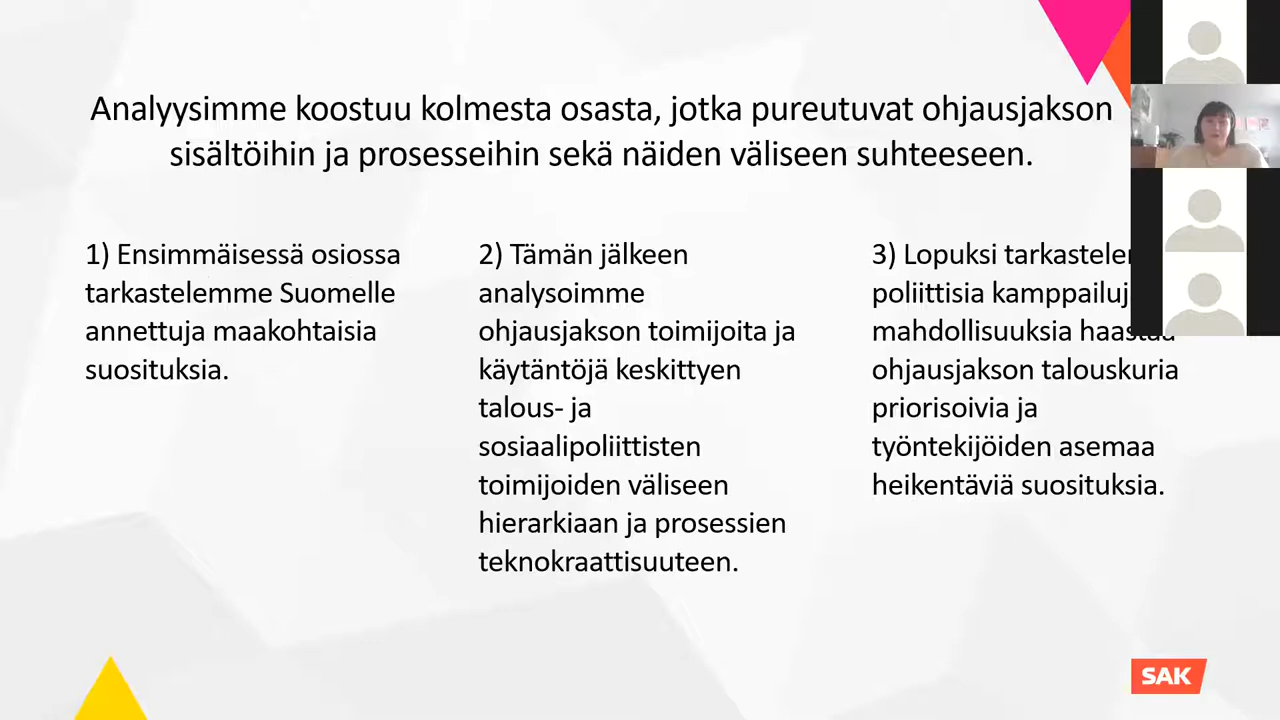 Analyysimme koostuu kolmesta osasta, jotka pureutuvat ohjausjakson
sisältöihin ja prosesseihin sekä näiden väliseen suhteeseen.
1) Ensimmäisessä osiossa
tarkastelemme Suomelle
annettuja maakohtaisia
suosituksia.
2) Tämän jälkeen
analysoimme
ohjausjakson toimijoita ja
käytäntöjä keskittyen
talous- ja
sosiaalipoliittisten
toimijoiden väliseen
hierarkiaan ja prosessien
teknokraattisuuteen.
3) Lopuksi
poliittisia
mahdollisuuksia haastaa
ohjausjakson talouskuria
priorisoivia ja
työntekijöiden asemaa
heikentäviä suosituksia.
SAK